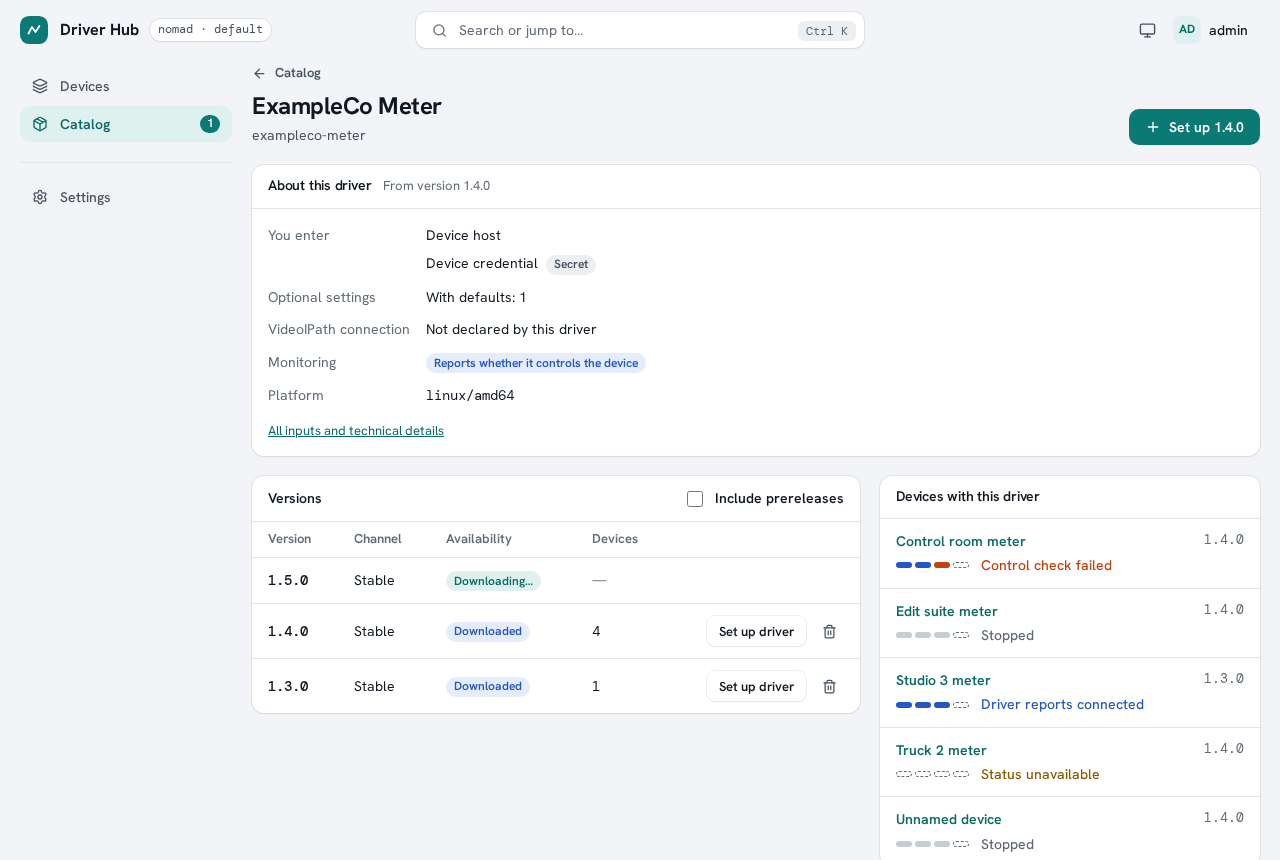 Driver Hub
nomad · default
Search or jump to...
Ctrl K
AD
admin
Devices
Catalog
1
Settings
Catalog
ExampleCo Meter
exampleco-meter
Set up 1.4.0
About this driver From version 1.4.0
You enter Device host
Device credential Secret
Optional settings With defaults: 1
VideoIPath connection Not declared by this driver
Monitoring Reports whether it controls the device
Platform linux/amd64
All inputs and technical details
Versions
Include prereleases
Version Channel Availability Devices
1.5.0 Stable Downloading... —
1.4.0 Stable Downloaded 4 Set up driver
1.3.0 Stable Downloaded 1 Set up driver
Devices with this driver
Control room meter 1.4.0
Control check failed
Edit suite meter 1.4.0
Stopped
Studio 3 meter 1.3.0
Driver reports connected
Truck 2 meter 1.4.0
Status unavailable
Unnamed device 1.4.0
Stopped